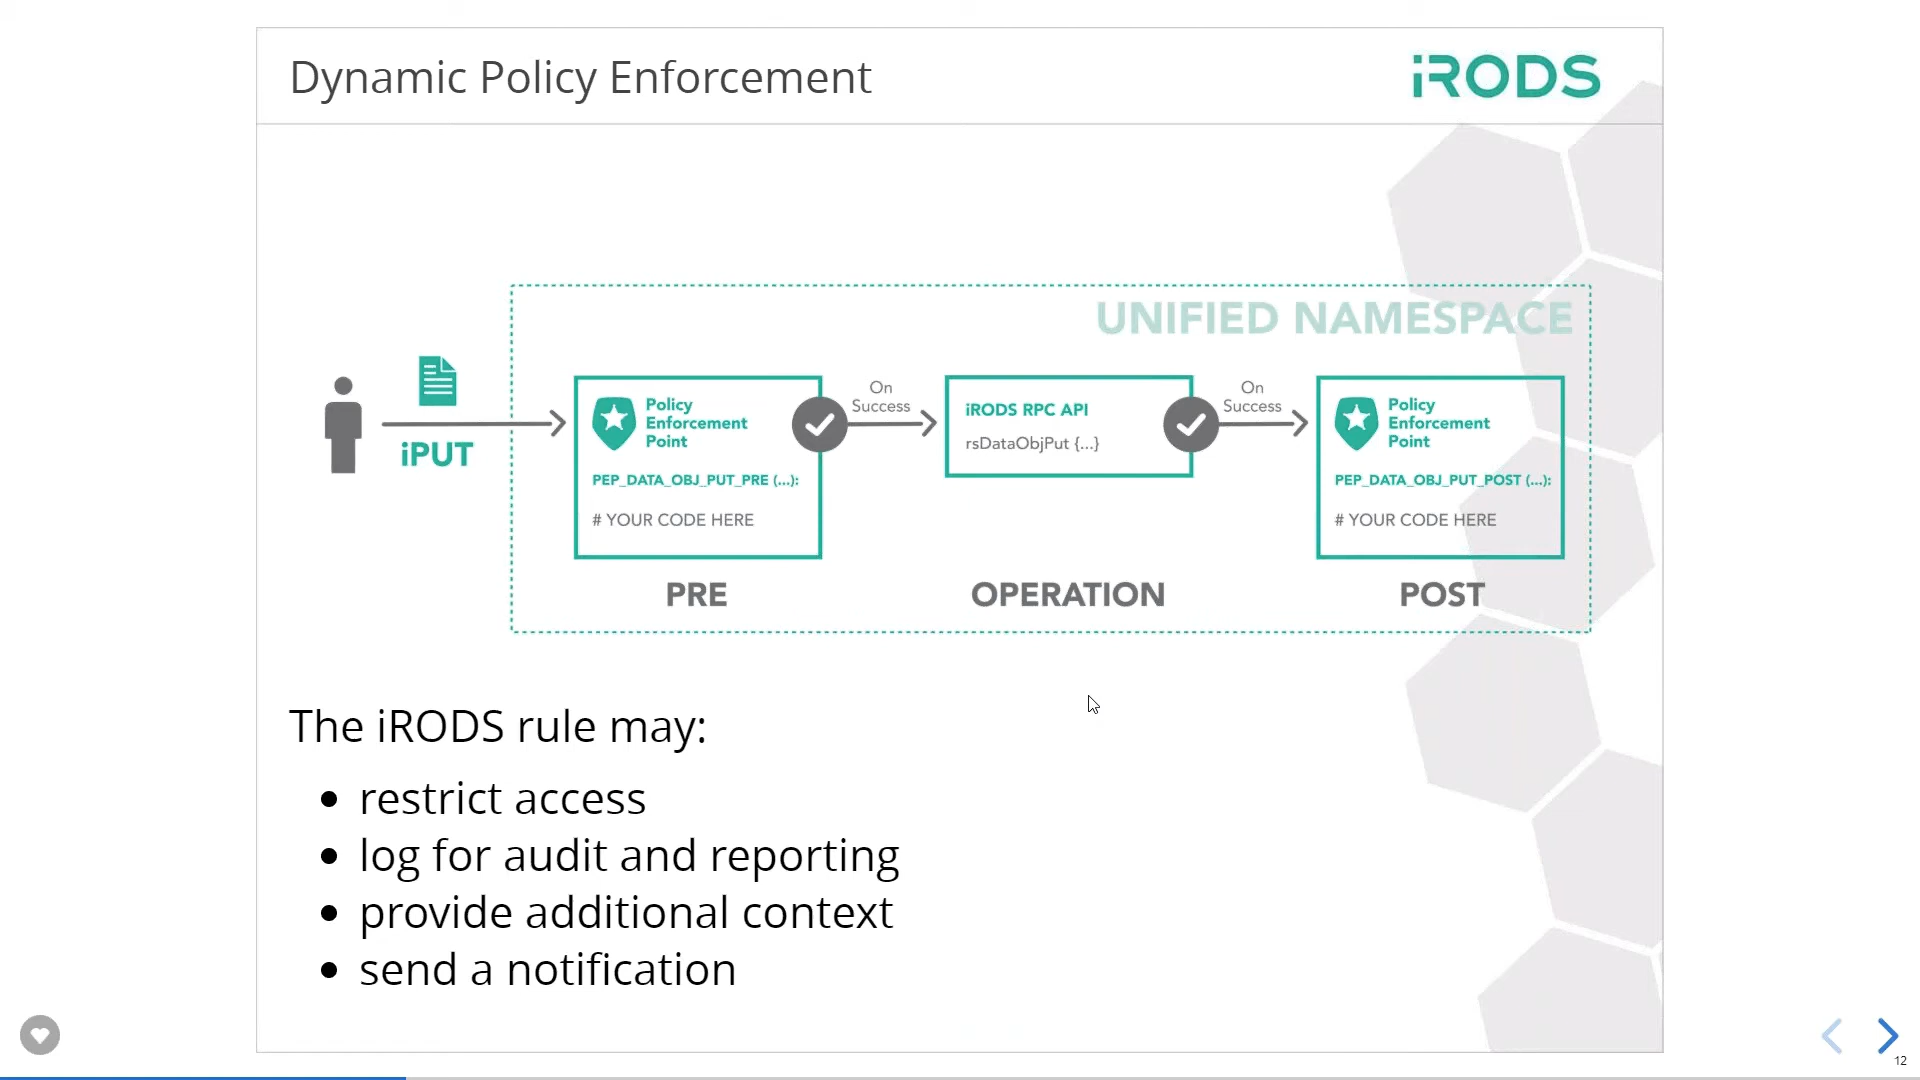 Dynamic Policy Enforcement
iRODS
UNIFIED NAMESPACE
iPUT
Policy
Enforcement
Point
PEP_DATA_OBJ_PUT_PRE (...):
# YOUR CODE HERE
PRE
On
Success
iRODS RPC API
rsDataObjPut {...}
OPERATION
On
Success
Policy
Enforcement
Point
PEP_DATA_OBJ_PUT_POST (...):
# YOUR CODE HERE
POST
The iRODS rule may:
• restrict access
• log for audit and reporting
• provide additional context
• send a notification
12